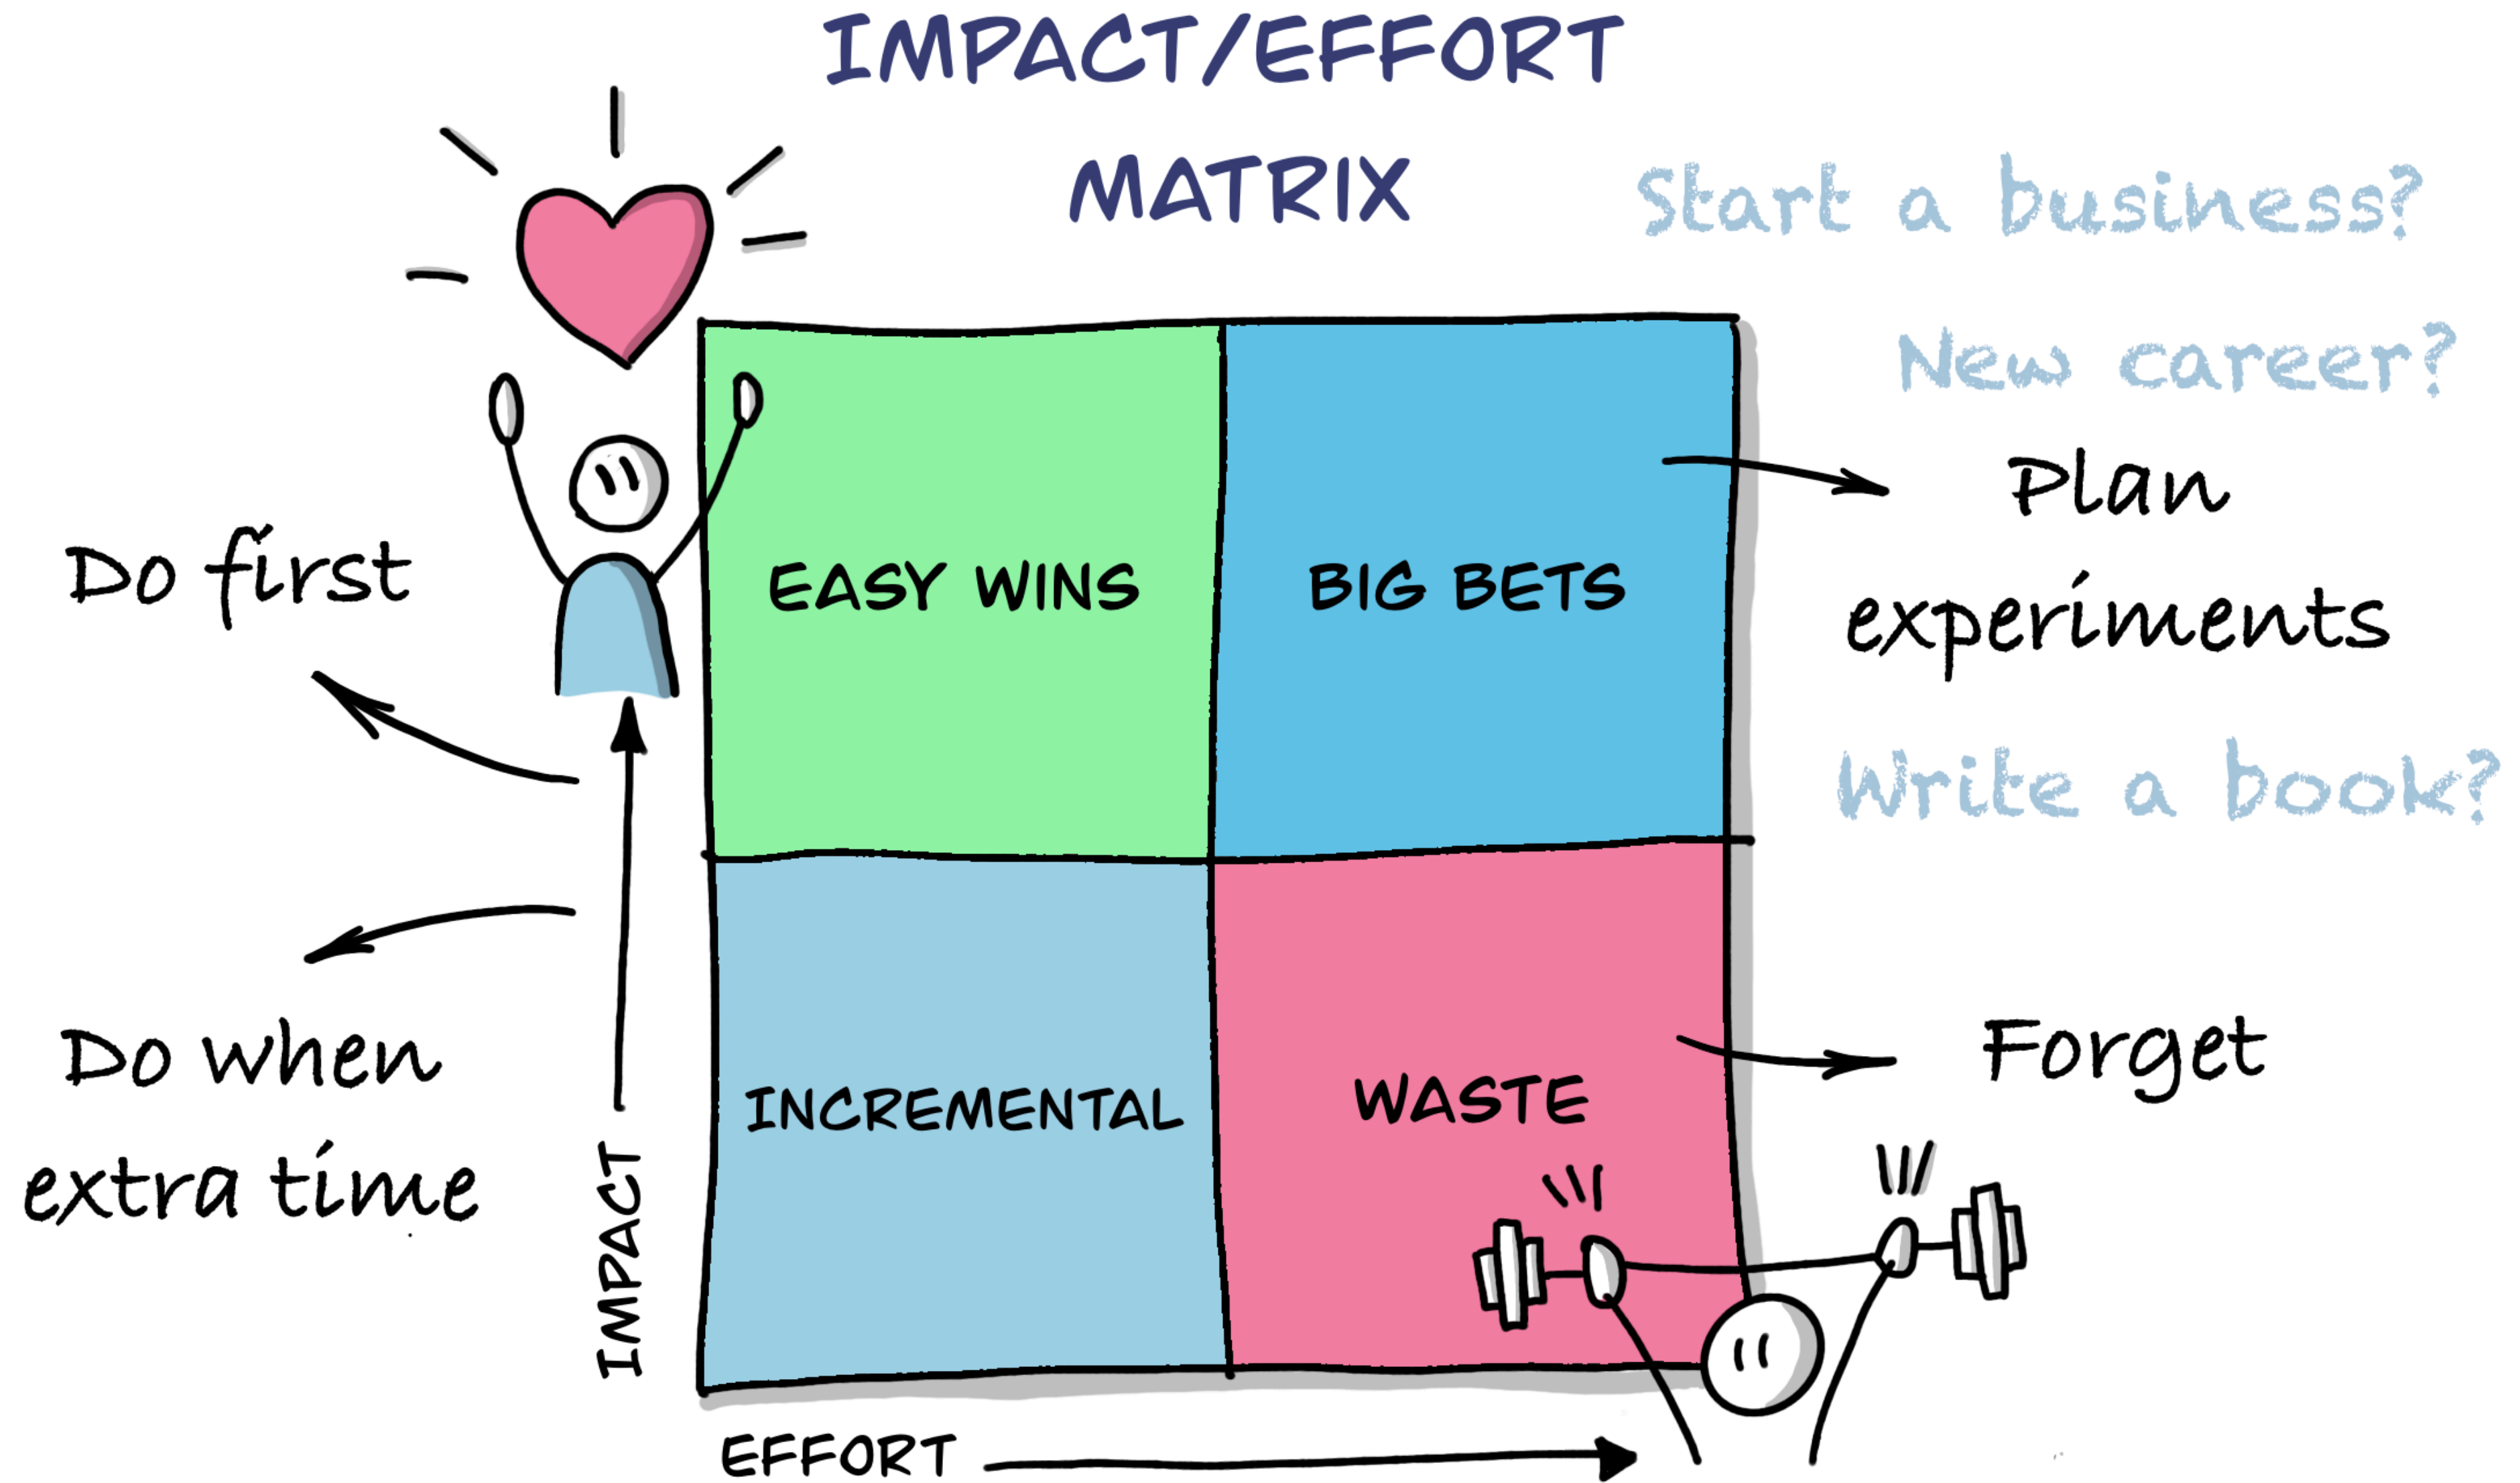 IMPACT/EFFORT
MATRIX
Start a business?
New career?
Plan
experiments
Write a book?
Do first
EASY WINS
BIG BETS
Do when
extra time
INCREMENTAL
WASTE
Forget
IMPACT
EFFORT